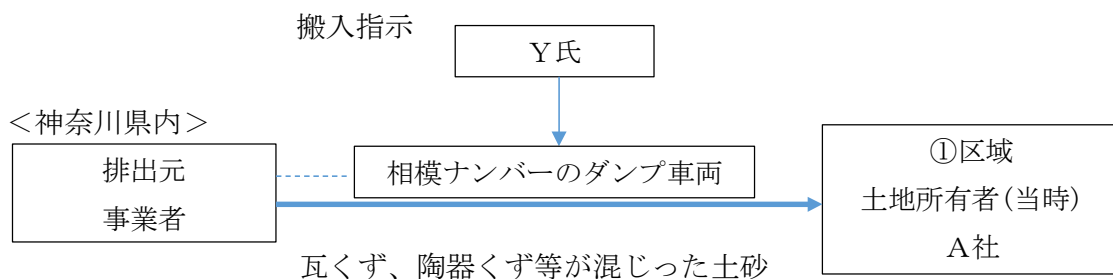 搬入指示
Ｙ氏
＜神奈川県内＞
排出元
事業者
相模ナンバーのダンプ車両
①区域
土地所有者(当時)
Ａ社
瓦くず、陶器くず等が混じった土砂